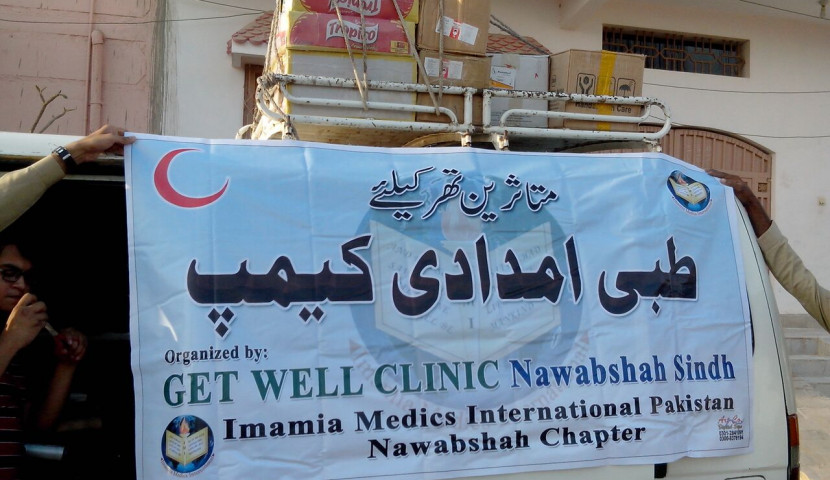 Tropico
متاثرین تھر کیلئے
طبی امدادی کیمپ
Organized by:
GET WELL CLINIC Nawabshah Sindh
Imamia Medics International Pakistan
Nawabshah Chapter